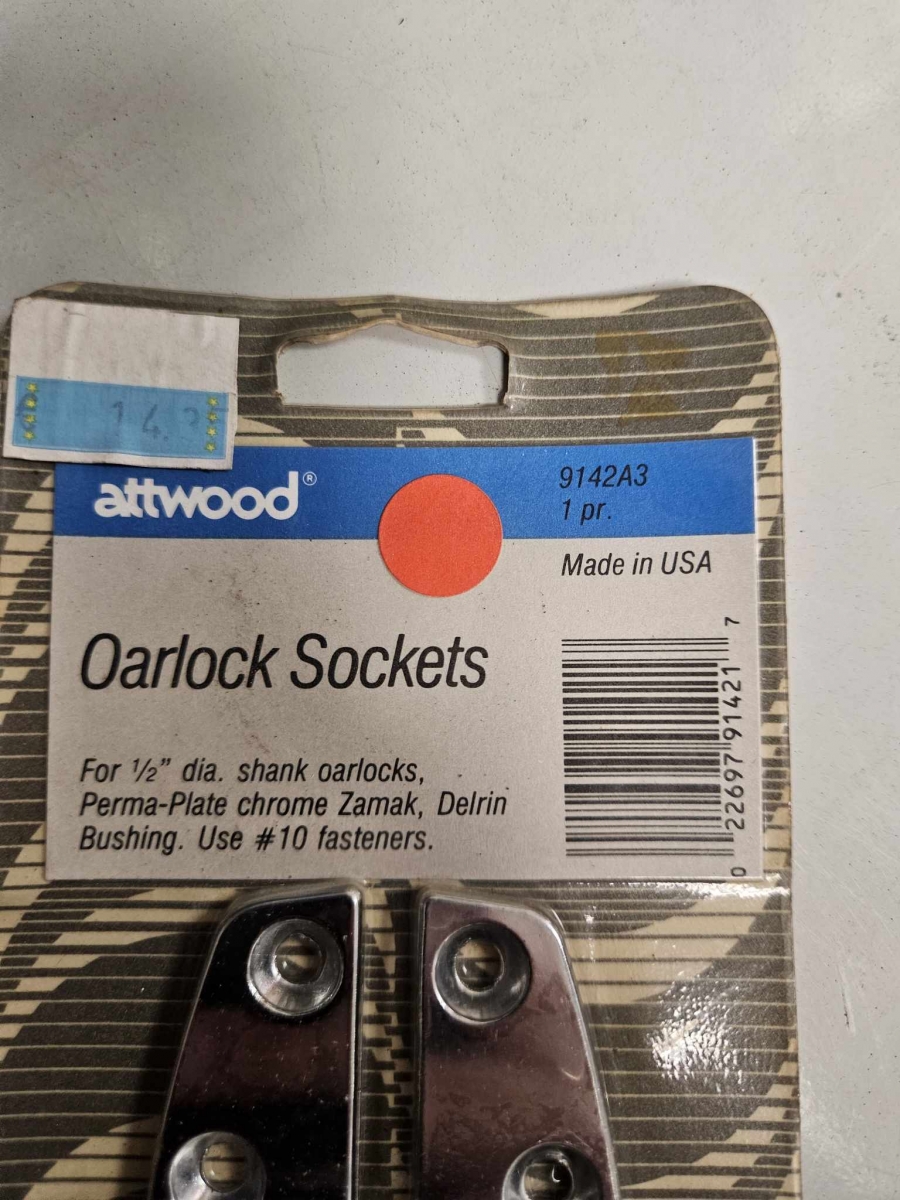 14.
attwood®
9142A3
1 pr.
Made in USA
Oarlock Sockets
For ½” dia. shank oarlocks,
Perma-Plate chrome Zamak, Delrin
Bushing. Use #10 fasteners.
0 22697 91421 7